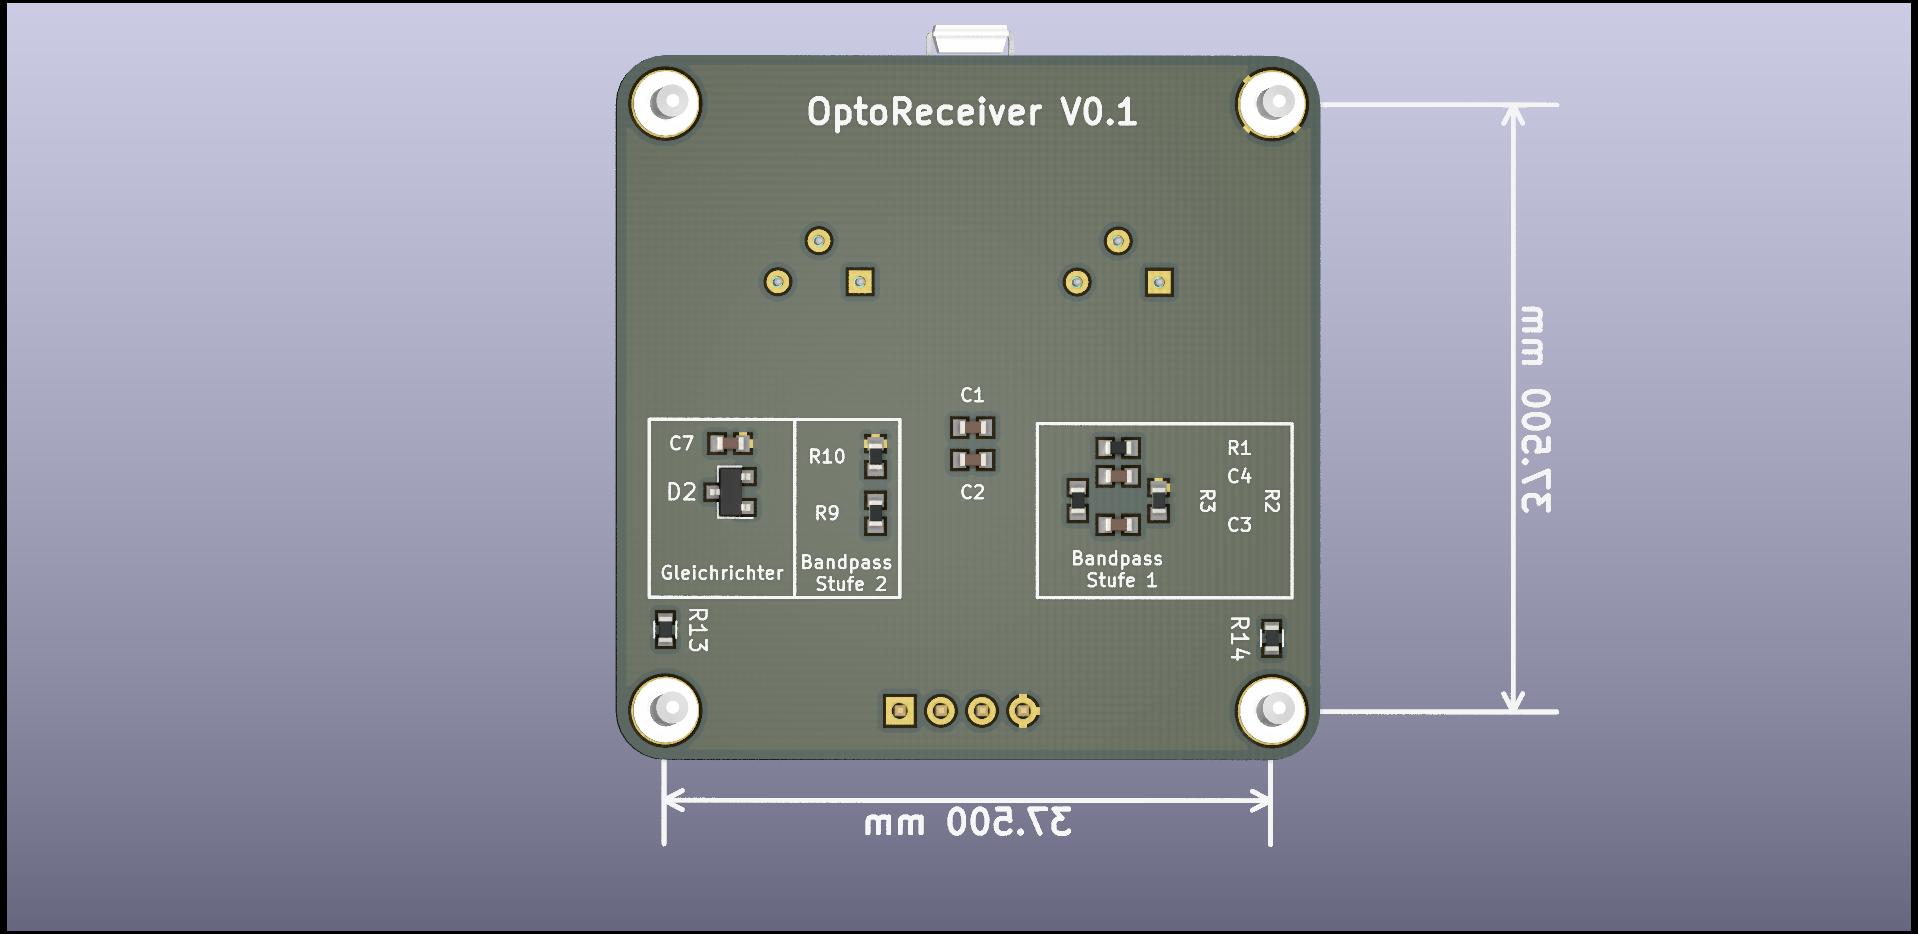 OptoReceiver V0.1
C1
C7
R10
R1
D2
C4
C2
R3
R2
R9
C3
Bandpass
Stufe 1
Bandpass
Stufe 2
Gleichrichter
R13
R14
37.500 mm
37.500 mm